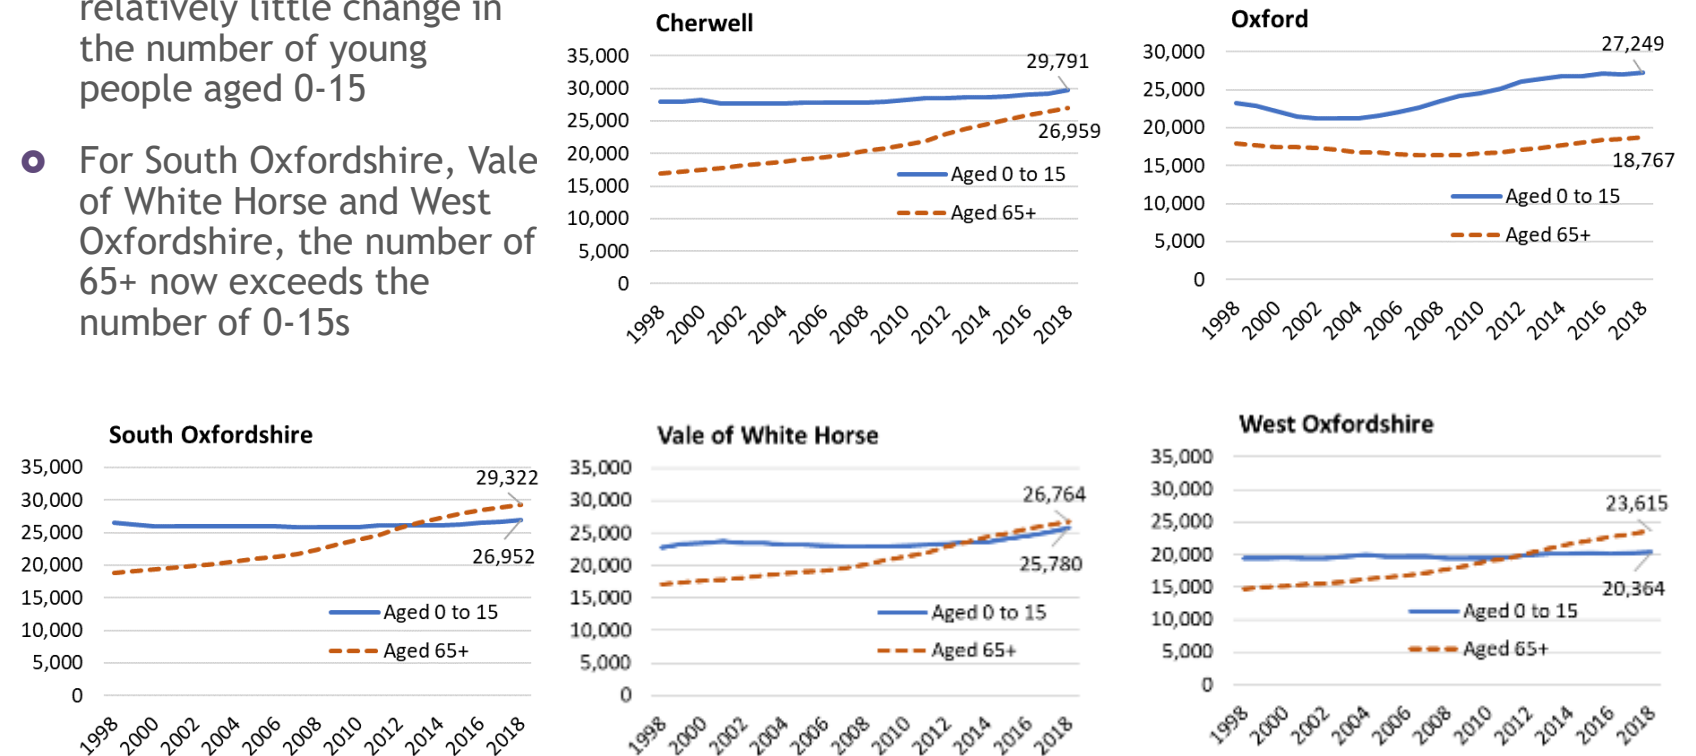 relatively little change in
the number of young
people aged 0-15
For South Oxfordshire, Vale
of White Horse and West
Oxfordshire, the number of
65+ now exceeds the
number of 0-15s
Cherwell
35,000
30,000
25,000
20,000
15,000
10,000
5,000
0
29,791
26,959
Aged 0 to 15
Aged 65+
1998 2000 2002 2004 2006 2008 2010 2012 2014 2016 2018
Oxford
30,000
25,000
20,000
15,000
10,000
5,000
0
27,249
18,767
Aged 0 to 15
Aged 65+
1998 2000 2002 2004 2006 2008 2010 2012 2014 2016 2018
South Oxfordshire
35,000
30,000
25,000
20,000
15,000
10,000
5,000
0
29,322
26,952
Aged 0 to 15
Aged 65+
1998 2000 2002 2004 2006 2008 2010 2012 2014 2016 2018
Vale of White Horse
35,000
30,000
25,000
20,000
15,000
10,000
5,000
0
26,764
25,780
Aged 0 to 15
Aged 65+
1998 2000 2002 2004 2006 2008 2010 2012 2014 2016 2018
West Oxfordshire
35,000
30,000
25,000
20,000
15,000
10,000
5,000
0
23,615
20,364
Aged 0 to 15
Aged 65+
1998 2000 2002 2004 2006 2008 2010 2012 2014 2016 2018